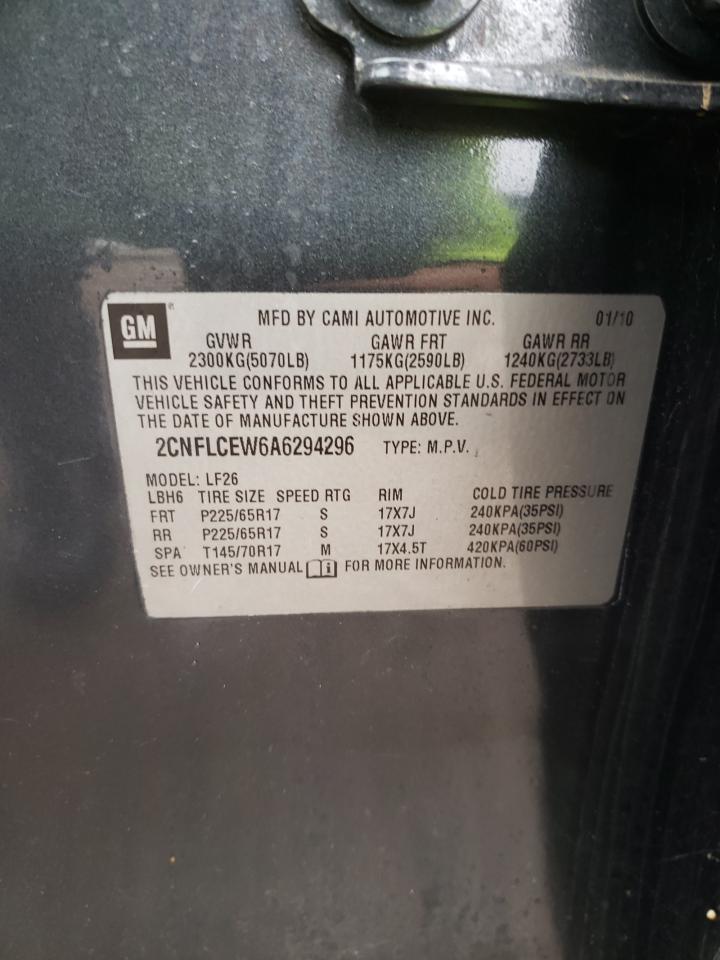 GM® MFD BY CAMI AUTOMOTIVE INC. 01/10
GVWR GAWR FRT GAWR RR
2300KG(5070LB) 1175KG(2590LB) 1240KG(2733LB)
THIS VEHICLE CONFORMS TO ALL APPLICABLE U.S. FEDERAL MOTOR
VEHICLE SAFETY AND THEFT PREVENTION STANDARDS IN EFFECT ON
THE DATE OF MANUFACTURE SHOWN ABOVE.
2CNFLCEW6A6294296 TYPE: M.P.V.
MODEL: LF26
LBH6 TIRE SIZE SPEED RTG RIM COLD TIRE PRESSURE
FRT P225/65R17 S 17X7J 240KPA(35PSI)
RR P225/65R17 S 17X7J 240KPA(35PSI)
SPA T145/70R17 M 17X4.5T 420KPA(60PSI)
SEE OWNER'S MANUAL i FOR MORE INFORMATION.